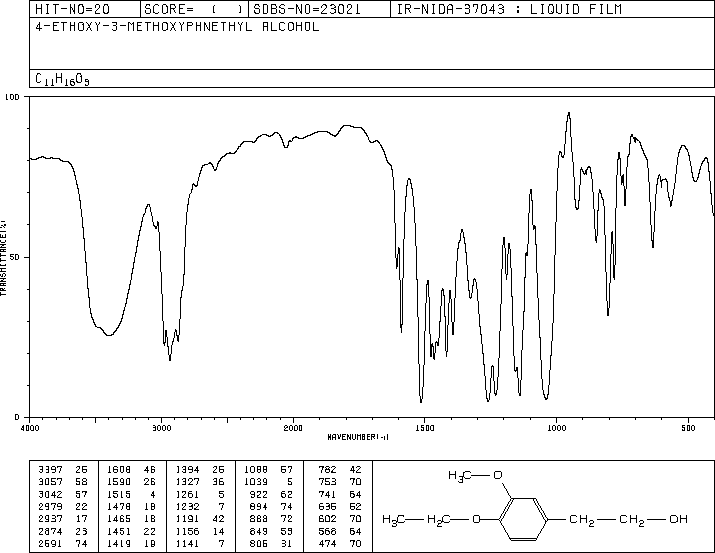 HIT-NO=20 SCORE= ( ) SDBS-NO=23021 IR-NIDA-37043 : LIQUID FILM
4-ETHOXY-3-METHOXYPHNETHYL ALCOHOL
C11H16O3
100
50
0
TRANSMITTANCE(%)
4000 3000 2000 1500 1000 500
WAVENUMBER(-1)
3397 25 1608 46 1394 25 1088 57 782 42
3057 58 1590 26 1327 36 1039 5 753 70
3042 57 1515 4 1261 5 922 62 741 64
2979 22 1478 18 1232 7 894 74 636 52
2937 17 1465 18 1191 42 888 72 602 70
2874 23 1451 22 1156 14 849 53 568 64
2591 74 1419 18 1141 7 806 31 474 70
H3C O
H3C H2C O CH2 CH2 OH